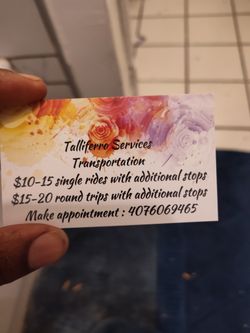 Talliferro Services
Transportation
$10-15 single rides with additional stops
$15-20 round trips with additional stops
Make appointment : 4076069465